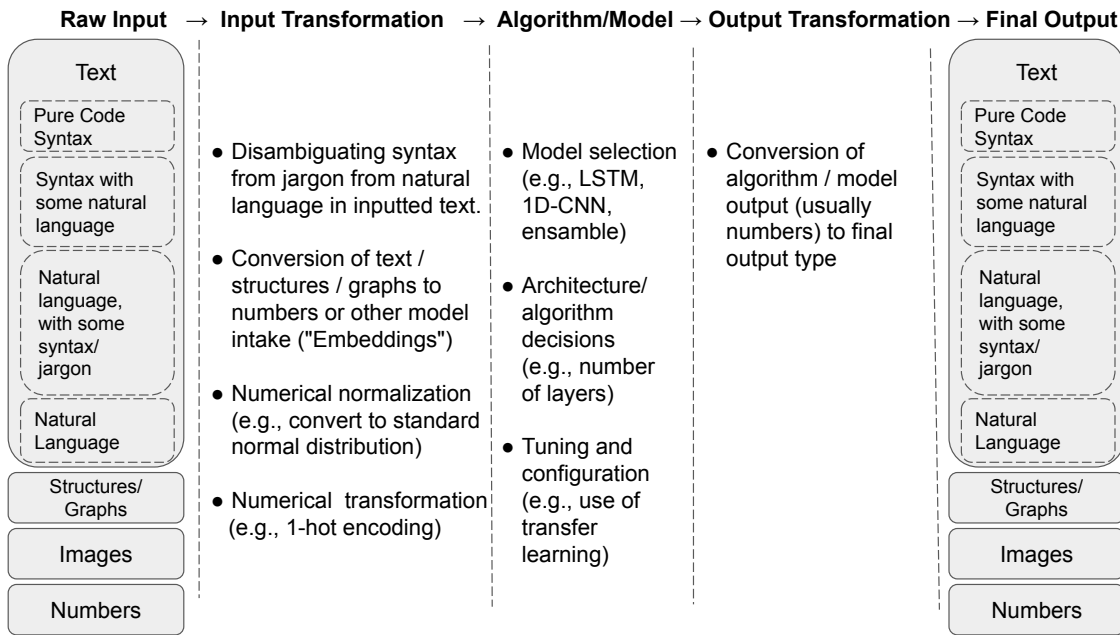 Raw Input → Input Transformation → Algorithm/Model → Output Transformation → Final Output
Text
Pure Code
Syntax
Syntax with
some natural
language
Natural
language,
with some
syntax/
jargon
Natural
Language
Structures/
Graphs
Images
Numbers
● Disambiguating syntax
from jargon from natural
language in inputted text.
● Conversion of text /
structures / graphs to
numbers or other model
intake ("Embeddings")
● Numerical normalization
(e.g., convert to standard
normal distribution)
● Numerical transformation
(e.g., 1-hot encoding)
● Model selection
(e.g., LSTM,
1D-CNN,
ensamble)
● Architecture/
algorithm
decisions
(e.g., number
of layers)
● Tuning and
configuration
(e.g., use of
transfer
learning)
● Conversion of
algorithm / model
output (usually
numbers) to final
output type
Text
Pure Code
Syntax
Syntax with
some natural
language
Natural
language,
with some
syntax/
jargon
Natural
Language
Structures/
Graphs
Images
Numbers